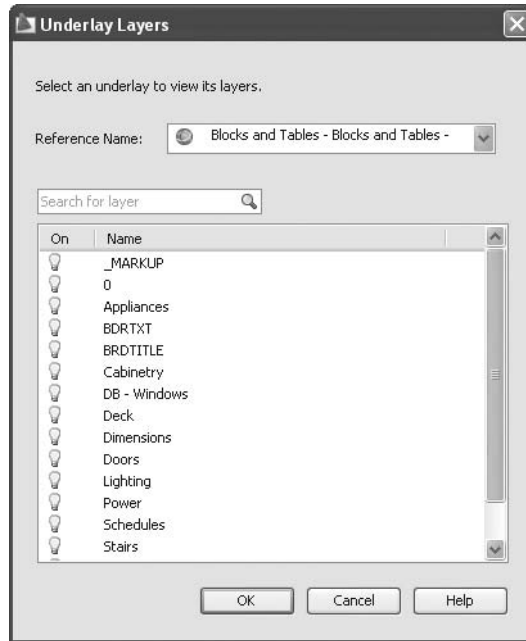 Underlay Layers
Select an underlay to view its layers.
Reference Name: Blocks and Tables - Blocks and Tables -
Search for layer
On Name
_MARKUP
0
Appliances
BDRTXT
BRDTITLE
Cabinetry
DB - Windows
Deck
Dimensions
Doors
Lighting
Power
Schedules
Stairs
OK Cancel Help